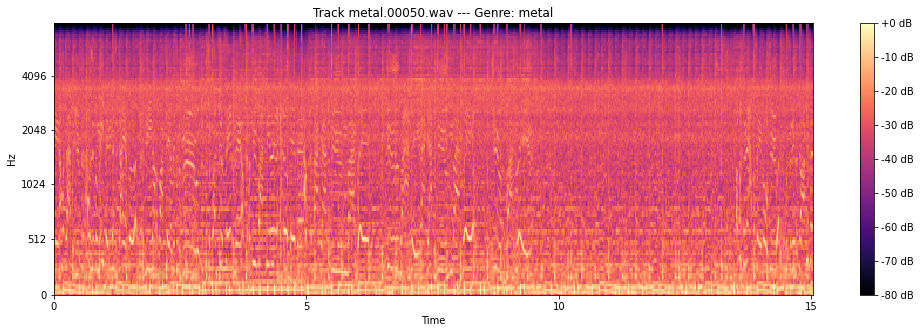 Track metal.00050.wav --- Genre: metal
Hz
4096
2048
1024
512
0
0
5
10
15
Time
+0 dB
-10 dB
-20 dB
-30 dB
-40 dB
-50 dB
-60 dB
-70 dB
-80 dB